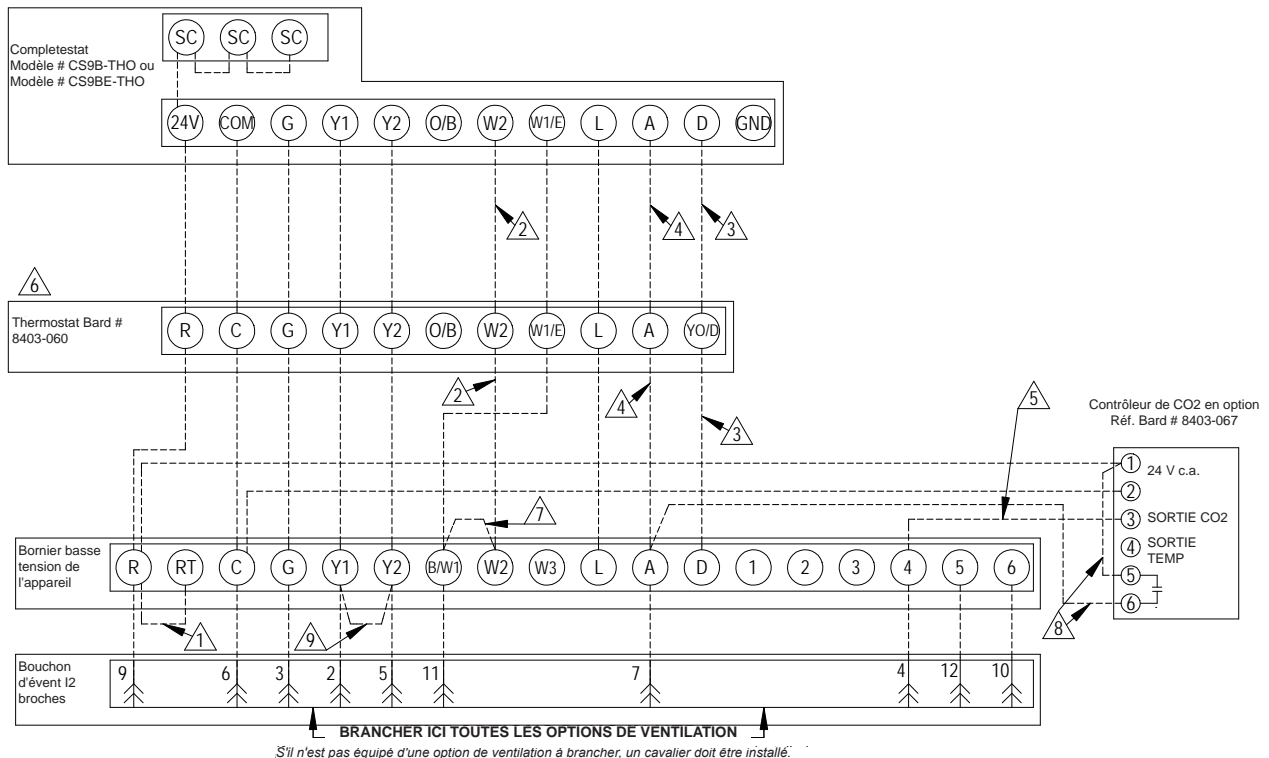 SC SC SC
Completestat
Modèle # CS9B-THO ou
Modèle # CS9BE-THO
24V COM G Y1 Y2 O/B W2 W1/E L A D GND
2 4 3
6
Thermostat Bard #
8403-060
R C G Y1 Y2 O/B W2 W1/E L A YO/D
2 4 3 5
Contrôleur de CO2 en option
Réf. Bard # 8403-067
1 24 V c.a.
2
3 SORTIE CO2
4 SORTIE
TEMP
5
6
7
8
Bornier basse
tension de
l'appareil
R RT C G Y1 Y2 B/W1 W2 W3 L A D 1 2 3 4 5 6
1 9
Bouchon
d'évent I2
broches
9 6 3 2 5 11 7 4 12 10
BRANCHER ICI TOUTES LES OPTIONS DE VENTILATION
S'il n'est pas équipé d'une option de ventilation à brancher, un cavalier doit être installé.